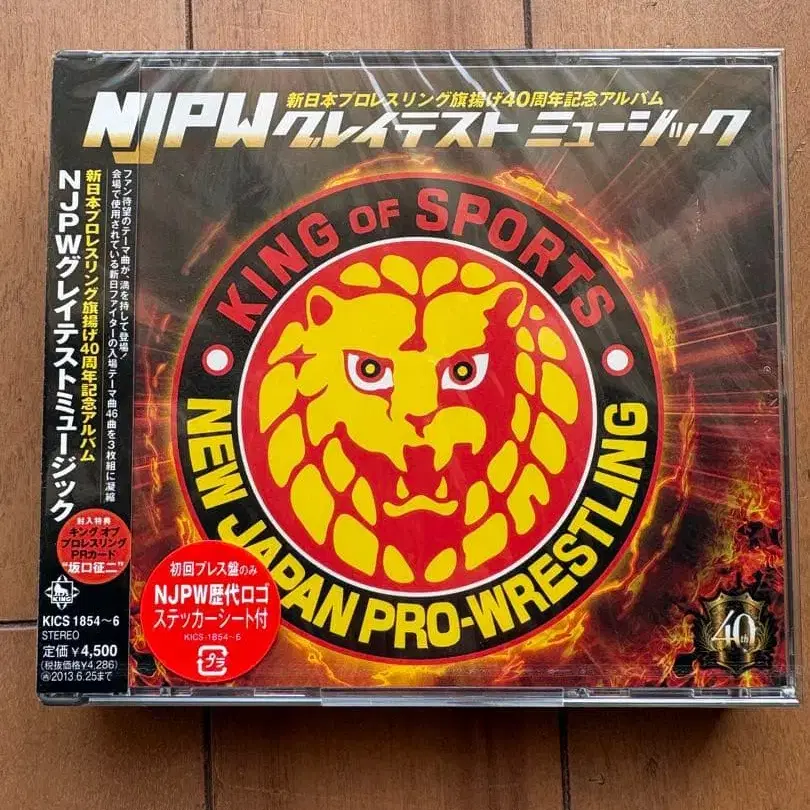 新日本プロレスリング旗揚げ40周年記念アルバム
NJPWグレイテスト ミュージック
KING OF SPORTS
NEW JAPAN PRO-WRESTLING
40th
ファン待望のテーマ曲が、満を持して登場!
会場で使用されている新日ファイターの入場テーマ曲46曲を3枚組に凝縮
新日本プロレスリング旗揚げ40周年記念アルバム
NJPWグレイテストミュージック
封入特典
キング オブ
プロレスリング
PRカード
"坂口征二"
KING
KICS 1854~6
STEREO
定価 ¥4,500
(税抜価格¥4,286)
2013.6.25まで
初回プレス盤のみ
NJPW歴代ロゴ
ステッカーシート付
KICS-1854~6
プラ